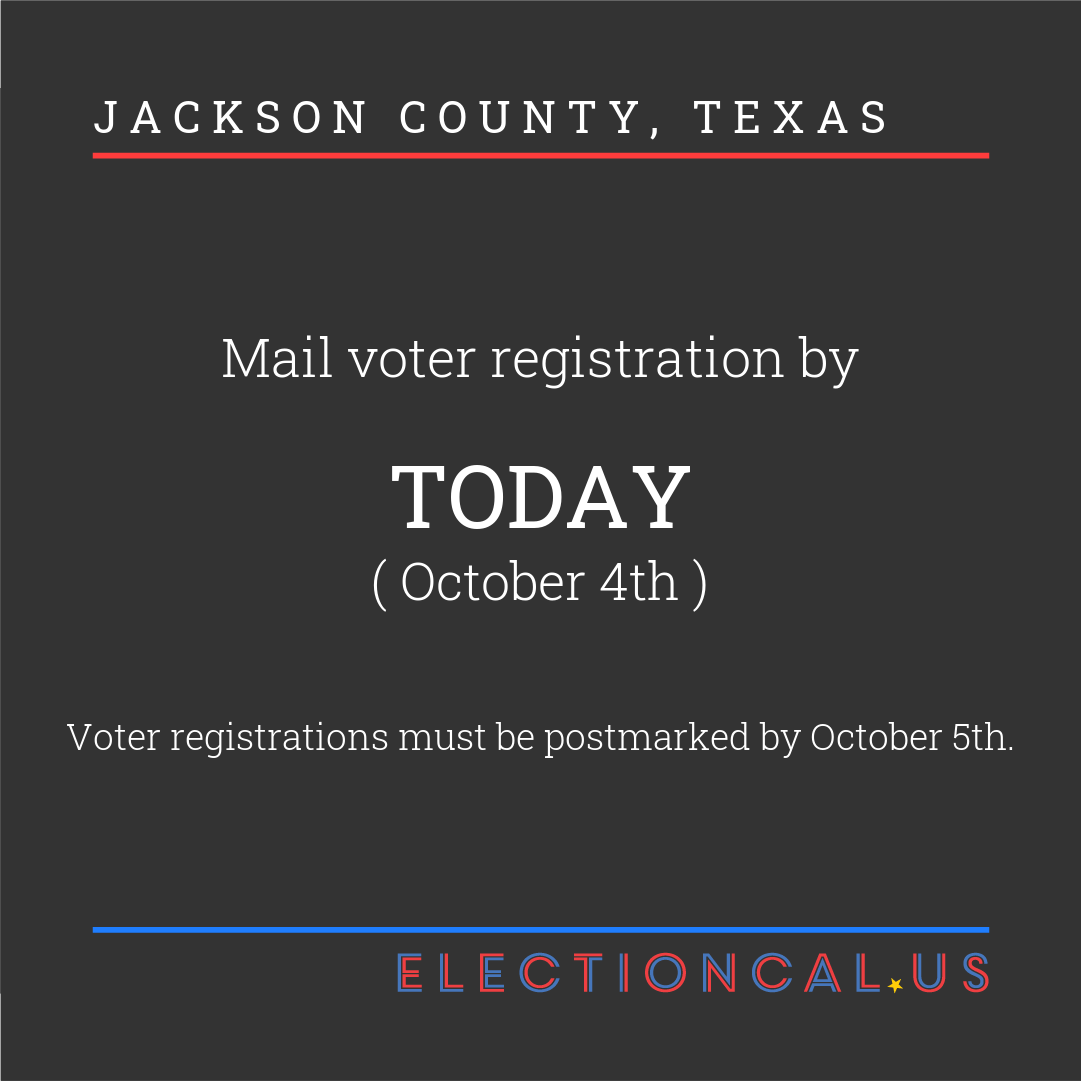 JACKSON COUNTY, TEXAS
Mail voter registration by
TODAY
( October 4th )
Voter registrations must be postmarked by October 5th.
ELECTIONCAL.US